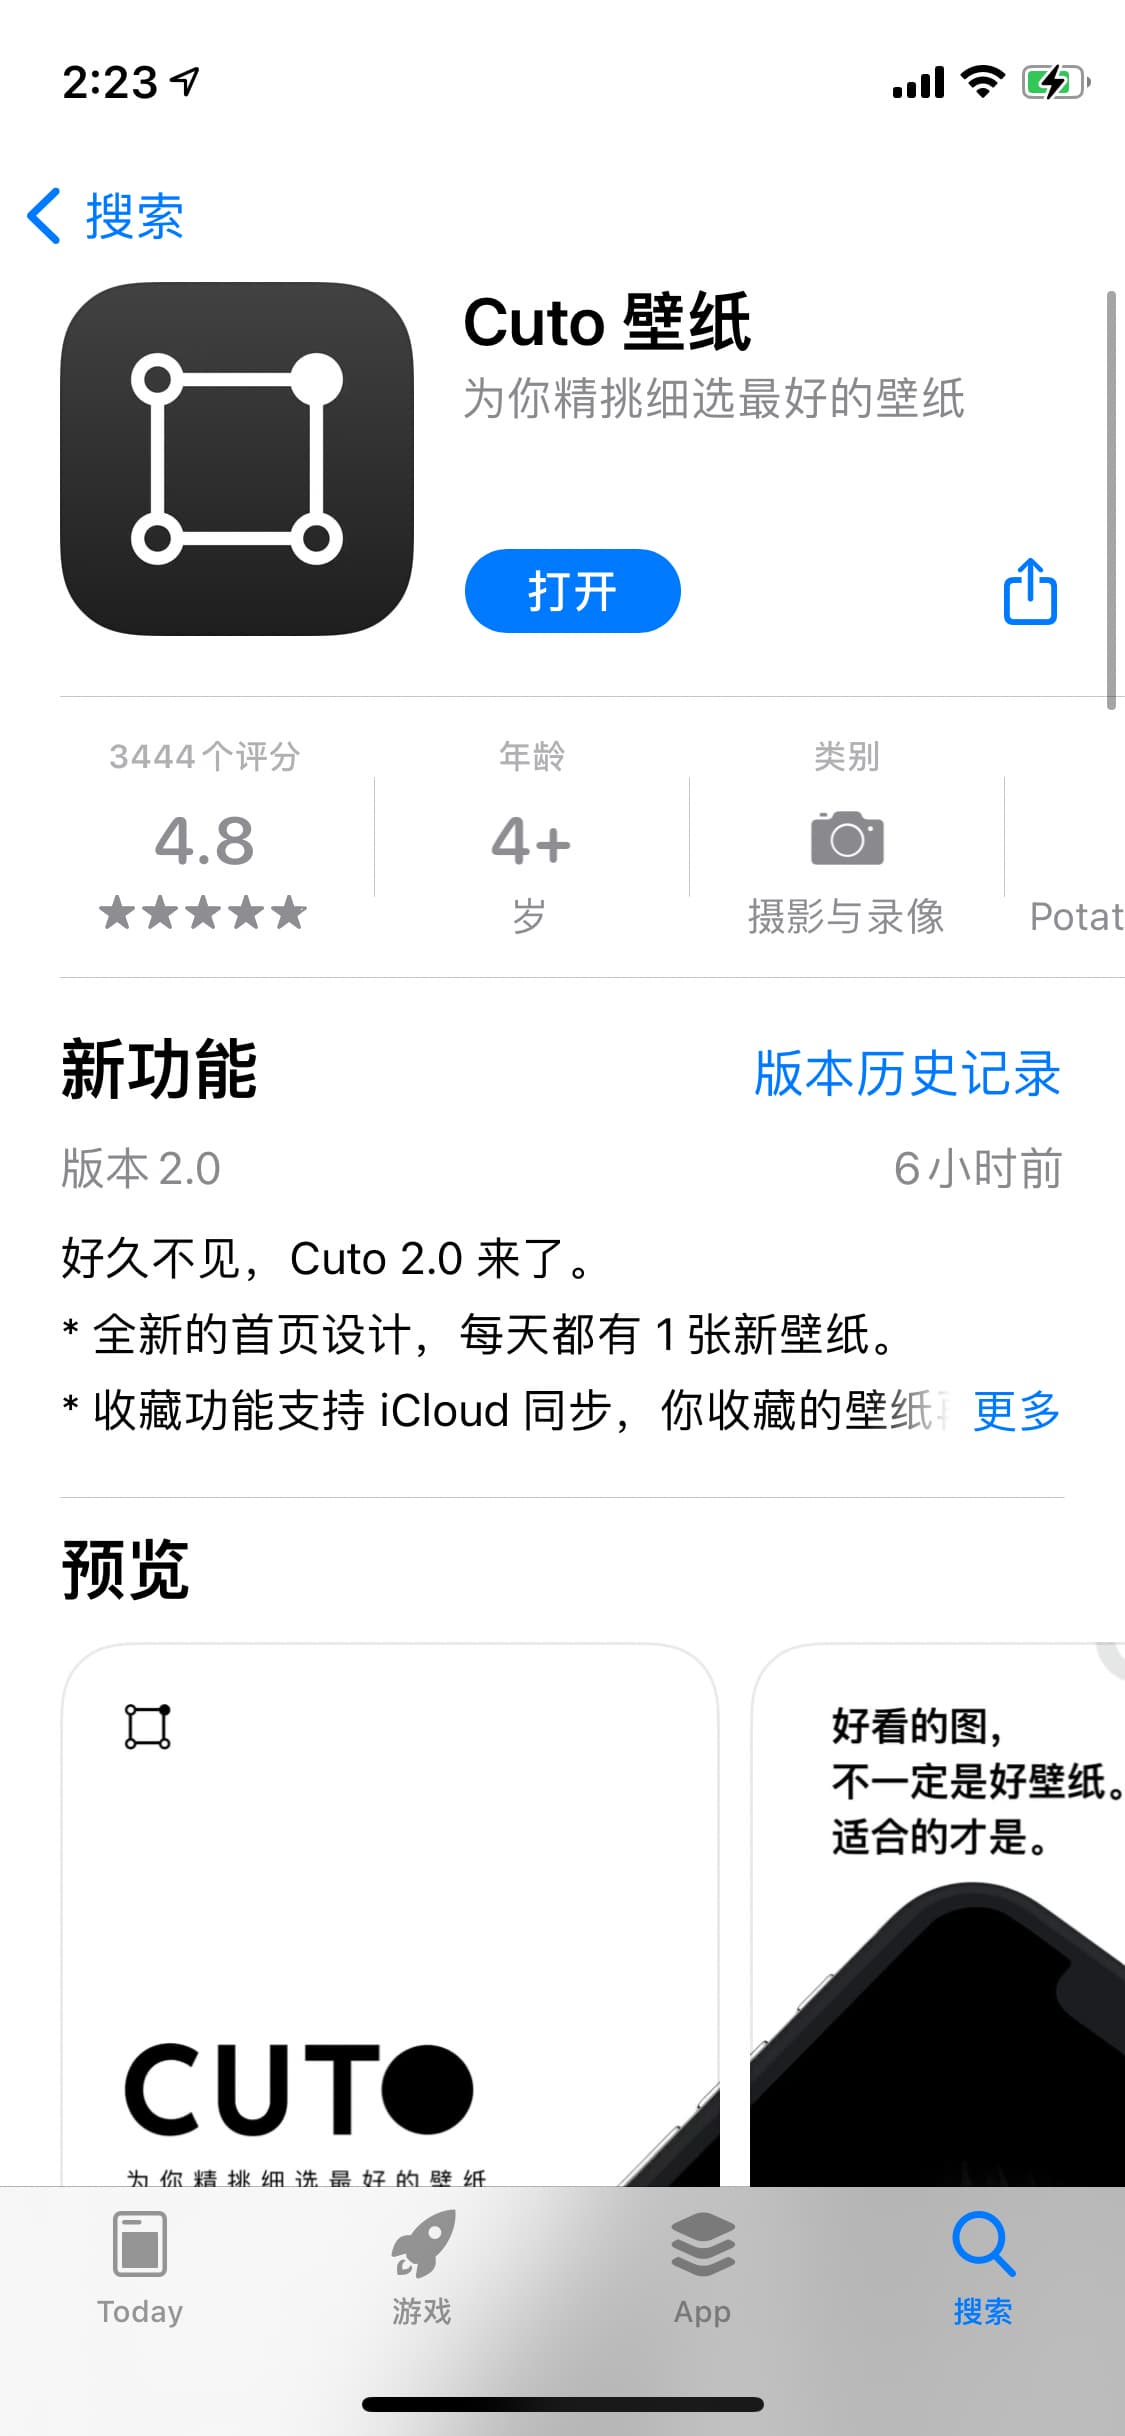 2:23
搜索
Cuto 壁纸
为你精挑细选最好的壁纸
打开
3444个评分
年龄
类别
4.8
4+
岁
摄影与录像
Potat
新功能
版本历史记录
版本 2.0
6 小时前
好久不见，Cuto 2.0 来了。
* 全新的首页设计，每天都有 1 张新壁纸。
* 收藏功能支持 iCloud 同步，你收藏的壁纸
更多
预览
好看的图，
不一定是好壁纸。
适合的才是。
CUTO
为你精挑细选最好的壁纸
Today
游戏
App
搜索